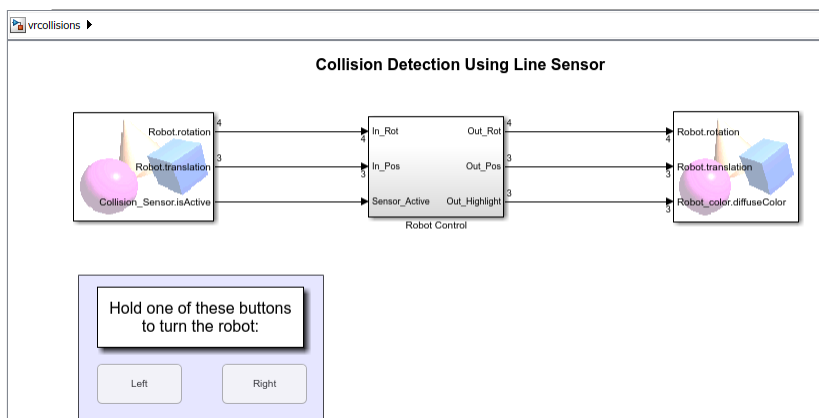 vrcollisions
Collision Detection Using Line Sensor
Robot.rotation
4
4
In_Rot
Out_Rot
4
4
Robot.rotation
Robot.translation
3
3
In_Pos
Out_Pos
3
3
Robot.translation
Collision_Sensor.isActive
Sensor_Active
Out_Highlight
3
3
Robot_color.diffuseColor
Robot Control
Hold one of these buttons
to turn the robot:
Left
Right